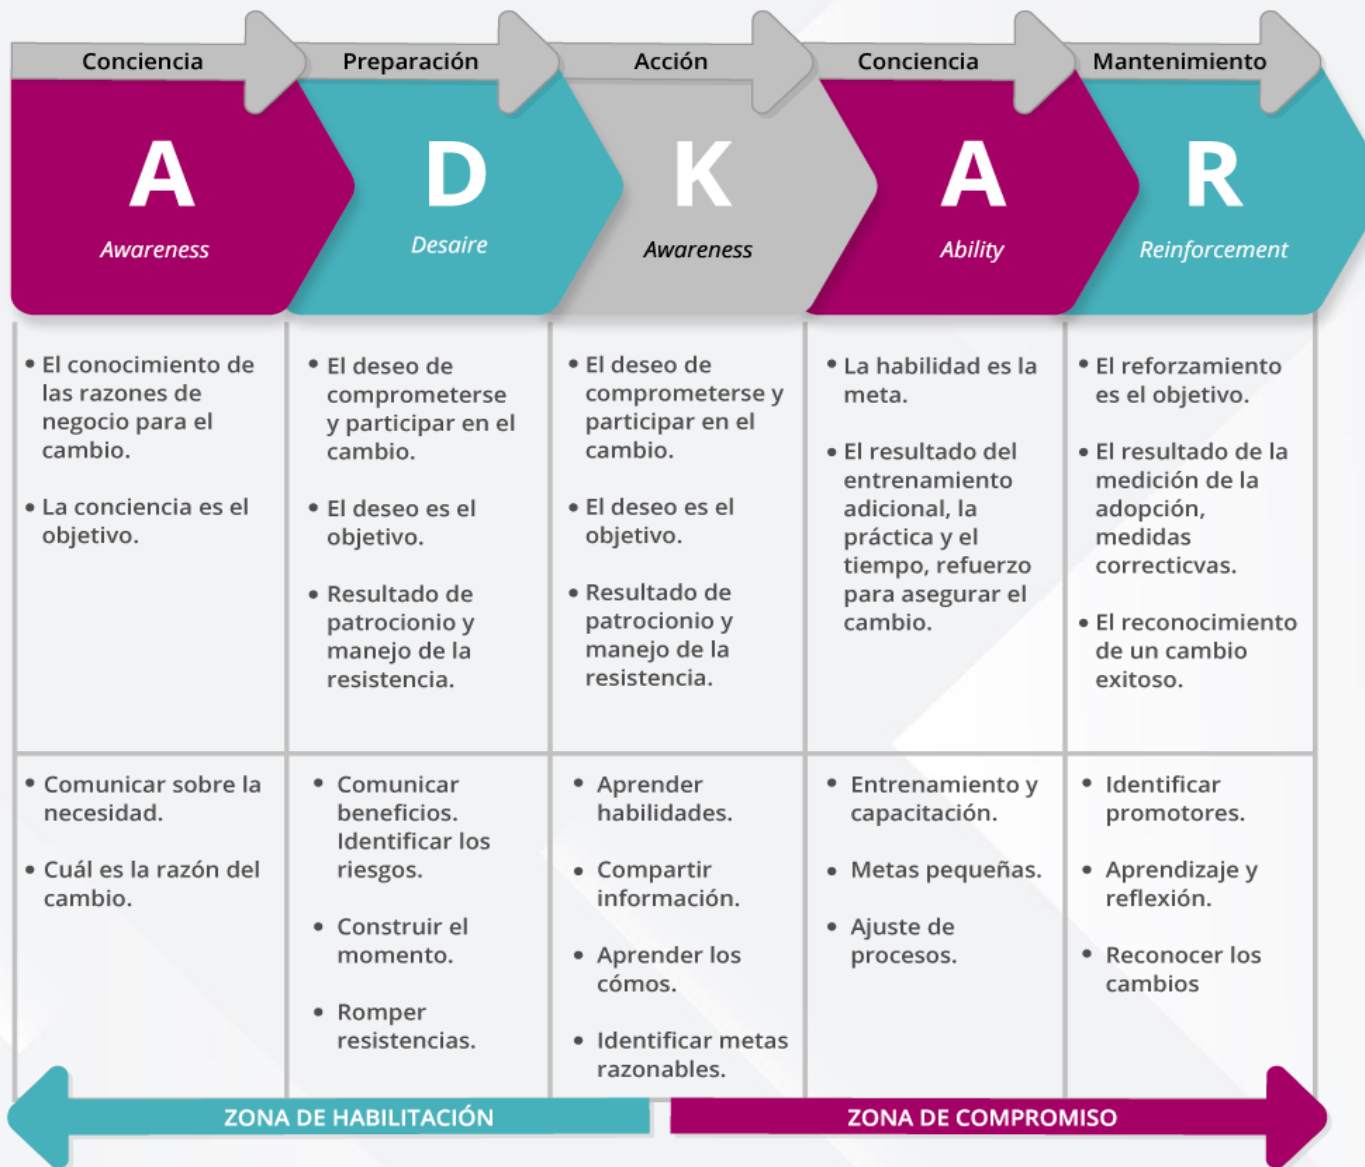 Conciencia
Preparación
Acción
Conciencia
Mantenimiento
A
D
K
A
R
Awareness
Desaire
Awareness
Ability
Reinforcement
• El conocimiento de
las razones de
negocio para el
cambio.
• La conciencia es el
objetivo.
• El deseo de
comprometerse
y participar en el
cambio.
• El deseo es el
objetivo.
• Resultado de
patrocionio y
manejo de la
resistencia.
• El deseo de
comprometerse y
participar en el
cambio.
• El deseo es el
objetivo.
• Resultado de
patrocionio y
manejo de la
resistencia.
• La habilidad es la
meta.
• El resultado del
entrenamiento
adicional, la
práctica y el
tiempo, refuerzo
para asegurar el
cambio.
• El reforzamiento
es el objetivo.
• El resultado de la
medición de la
adopción,
medidas
correcticvas.
• El reconocimiento
de un cambio
exitoso.
• Comunicar sobre la
necesidad.
• Cuál es la razón del
cambio.
• Comunicar
beneficios.
Identificar los
riesgos.
• Construir el
momento.
• Romper
resistencias.
• Aprender
habilidades.
• Compartir
información.
• Aprender los
cómos.
• Identificar metas
razonables.
• Entrenamiento y
capacitación.
• Metas pequeñas.
• Ajuste de
procesos.
• Identificar
promotores.
• Aprendizaje y
reflexión.
• Reconocer los
cambios
ZONA DE HABILITACIÓN
ZONA DE COMPROMISO